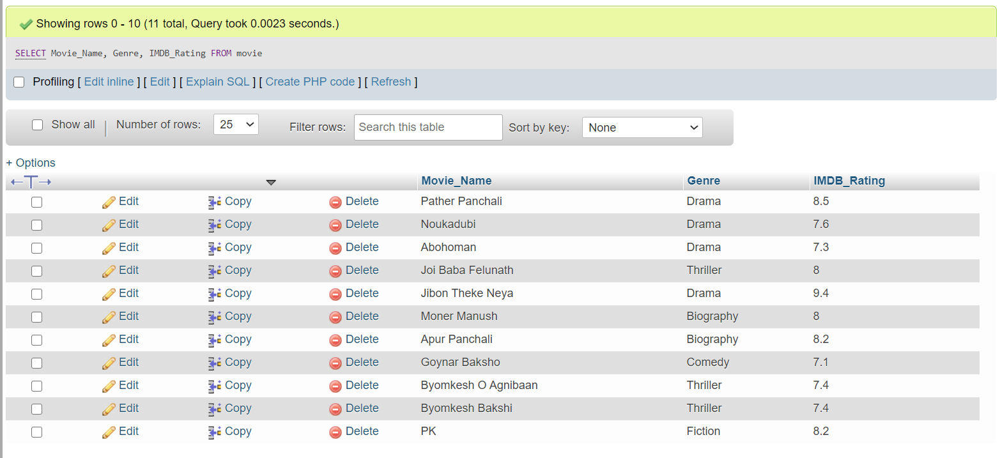 Showing rows 0 - 10 (11 total, Query took 0.0023 seconds.)
SELECT Movie_Name, Genre, IMDB_Rating FROM movie
Profiling [ Edit inline ] [ Edit ] [ Explain SQL ] [ Create PHP code ] [ Refresh ]
Show all | Number of rows: 25 Filter rows: Search this table Sort by key: None
+ Options
←T→ Movie_Name Genre IMDB_Rating
Edit Copy Delete Pather Panchali Drama 8.5
Edit Copy Delete Noukadubi Drama 7.6
Edit Copy Delete Abohoman Drama 7.3
Edit Copy Delete Joi Baba Felunath Thriller 8
Edit Copy Delete Jibon Theke Neya Drama 9.4
Edit Copy Delete Moner Manush Biography 8
Edit Copy Delete Apur Panchali Biography 8.2
Edit Copy Delete Goynar Baksho Comedy 7.1
Edit Copy Delete Byomkesh O Agnibaan Thriller 7.4
Edit Copy Delete Byomkesh Bakshi Thriller 7.4
Edit Copy Delete PK Fiction 8.2